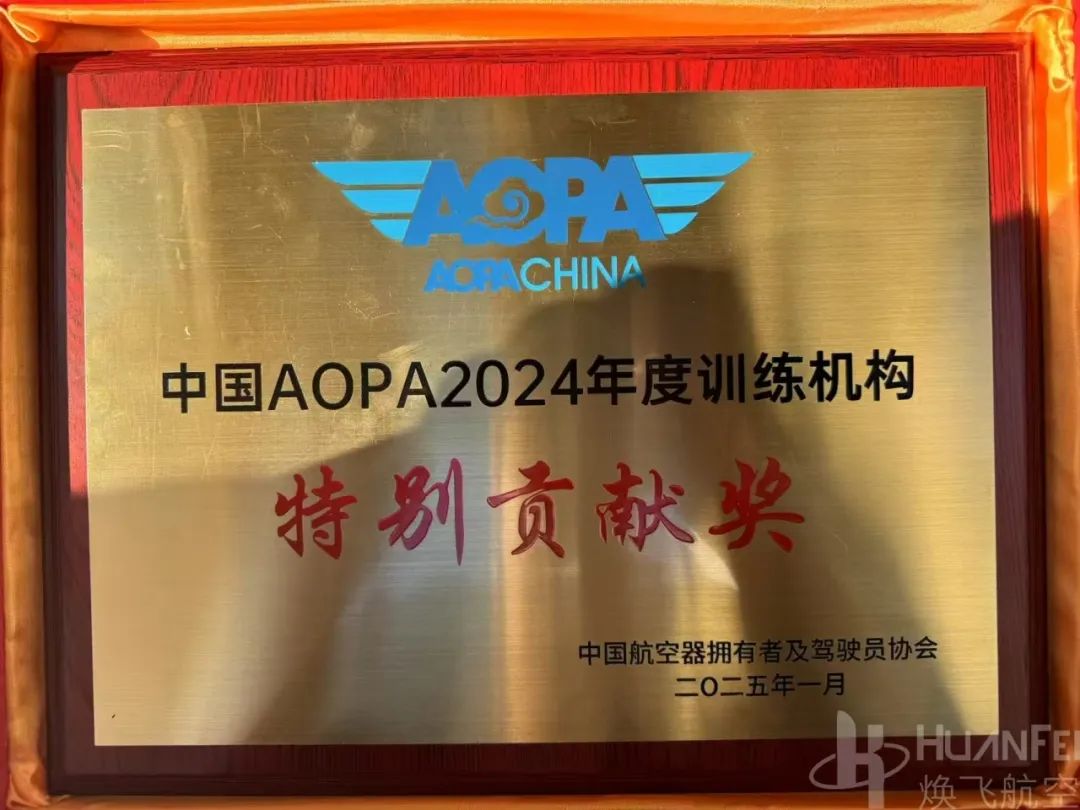 AOPA
AOPACHINA
中国AOPA2024年度训练机构
特别贡献奖
中国航空器拥有者及驾驶员协会
二〇二五年一月
HUANFEI
焕飞航空